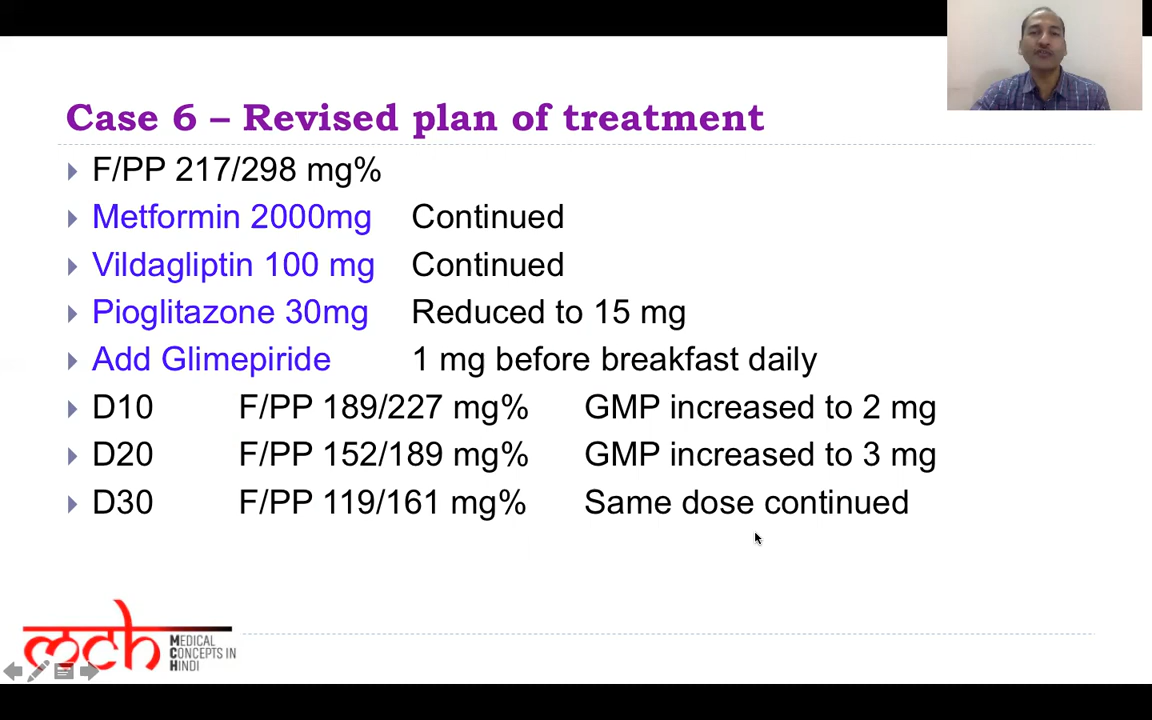 Case 6 – Revised plan of treatment
F/PP 217/298 mg%
Metformin 2000mg Continued
Vildagliptin 100 mg Continued
Pioglitazone 30mg Reduced to 15 mg
Add Glimepiride 1 mg before breakfast daily
D10 F/PP 189/227 mg% GMP increased to 2 mg
D20 F/PP 152/189 mg% GMP increased to 3 mg
D30 F/PP 119/161 mg% Same dose continued
mch
MEDICAL
CONCEPTS IN
HINDI